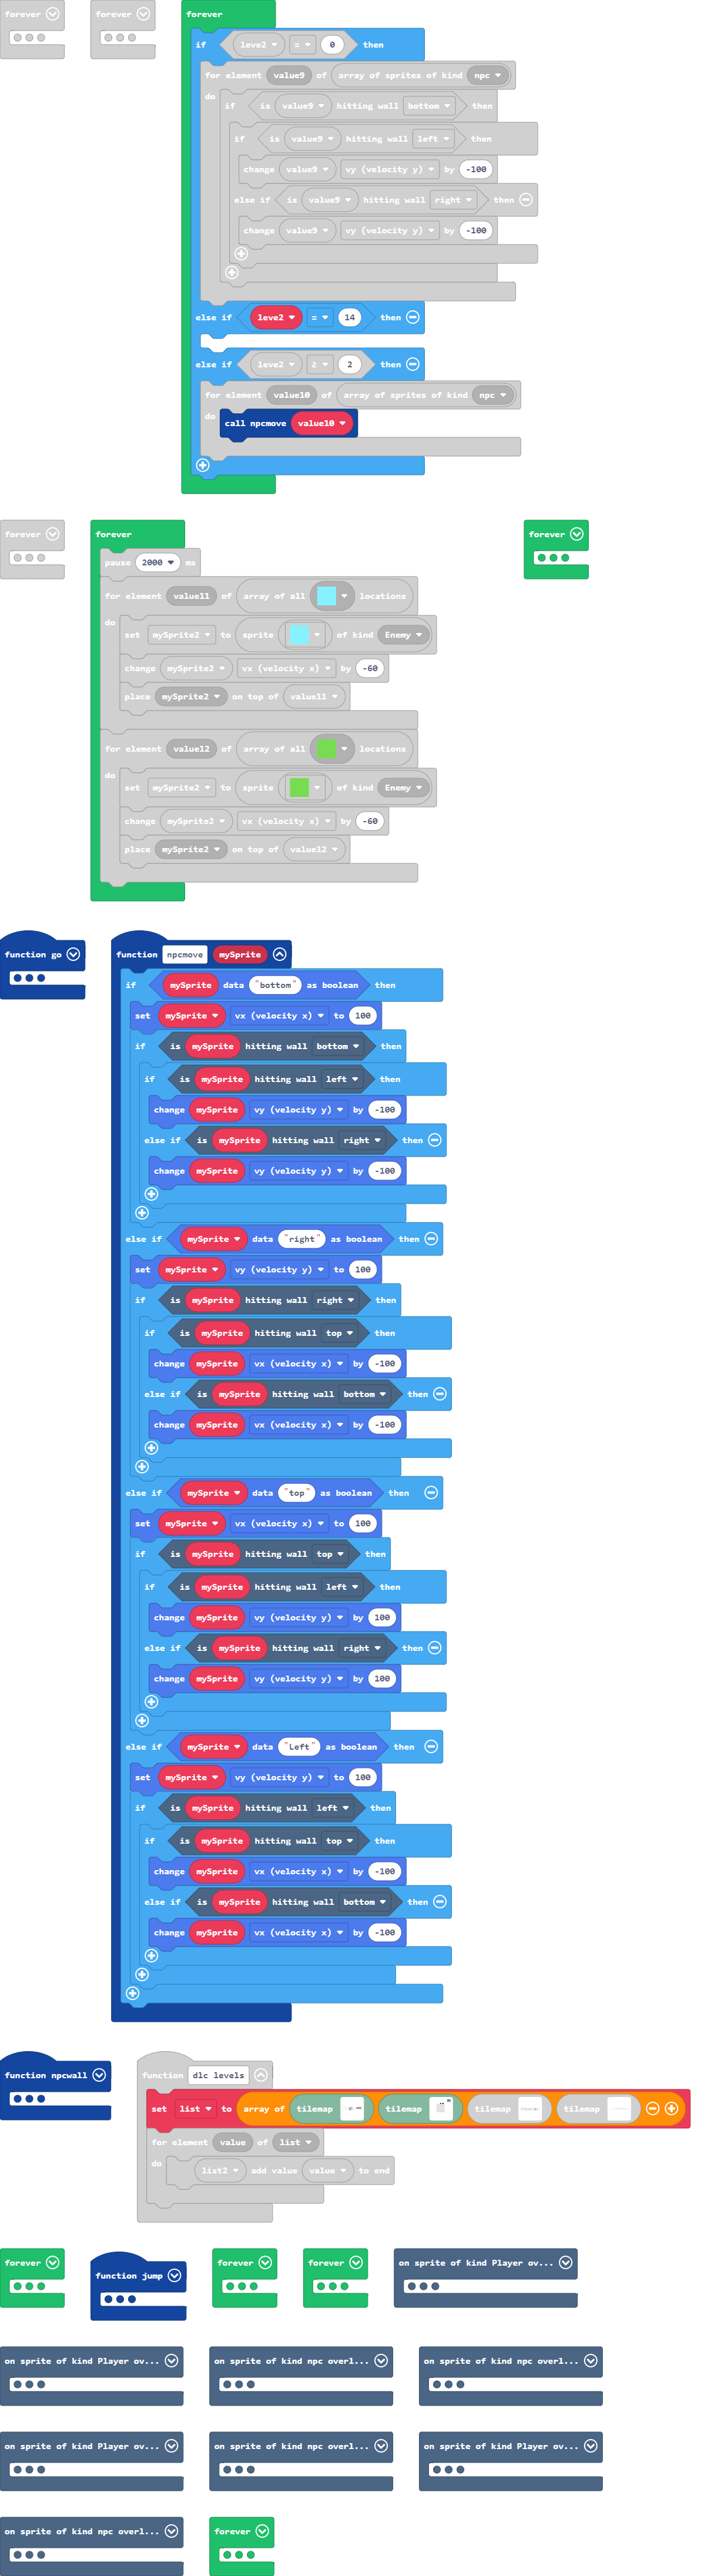 forever
forever
forever
if leve2 = 0 then
for element value9 of array of sprites of kind npc
do if is value9 hitting wall bottom then
if is value9 hitting wall left then
change value9 vy (velocity y) by -100
else if is value9 hitting wall right then
change value9 vy (velocity y) by -100
else if leve2 = 14 then
else if leve2 ≥ 2 then
for element value10 of array of sprites of kind npc
do call npcmove value10
forever
forever
forever
pause 2000 ms
for element value11 of array of all locations
do
set mySprite2 to sprite of kind Enemy
change mySprite2 vx (velocity x) by -60
place mySprite2 on top of value11
for element value12 of array of all locations
do
set mySprite2 to sprite of kind Enemy
change mySprite2 vx (velocity x) by -60
place mySprite2 on top of value12
function go
function npcmove mySprite
if mySprite data "bottom" as boolean then
set mySprite vx (velocity x) to 100
if is mySprite hitting wall bottom then
if is mySprite hitting wall left then
change mySprite vy (velocity y) by -100
else if is mySprite hitting wall right then
change mySprite vy (velocity y) by -100
else if mySprite data "right" as boolean then
set mySprite vy (velocity y) to 100
if is mySprite hitting wall right then
if is mySprite hitting wall top then
change mySprite vx (velocity x) by -100
else if is mySprite hitting wall bottom then
change mySprite vx (velocity x) by -100
else if mySprite data "top" as boolean then
set mySprite vx (velocity x) to 100
if is mySprite hitting wall top then
if is mySprite hitting wall left then
change mySprite vy (velocity y) by 100
else if is mySprite hitting wall right then
change mySprite vy (velocity y) by 100
else if mySprite data "Left" as boolean then
set mySprite vy (velocity y) to 100
if is mySprite hitting wall left then
if is mySprite hitting wall top then
change mySprite vx (velocity x) by -100
else if is mySprite hitting wall bottom then
change mySprite vx (velocity x) by -100
function npcwall
function dlc levels
set list to array of tilemap tilemap tilemap tilemap
for element value of list
do list2 add value value to end
forever
function jump
forever
forever
on sprite of kind Player ov...
on sprite of kind Player ov...
on sprite of kind npc overl...
on sprite of kind npc overl...
on sprite of kind Player ov...
on sprite of kind npc overl...
on sprite of kind Player ov...
on sprite of kind npc overl...
forever